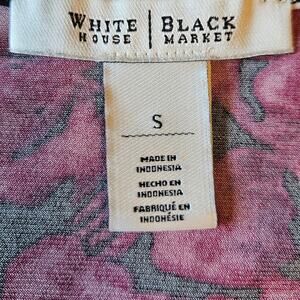 WHITE | BLACK
HOUSE | MARKET
S
MADE IN
INDONESIA
HECHO EN
INDONESIA
FABRIQUÉ EN
INDONÉSIE